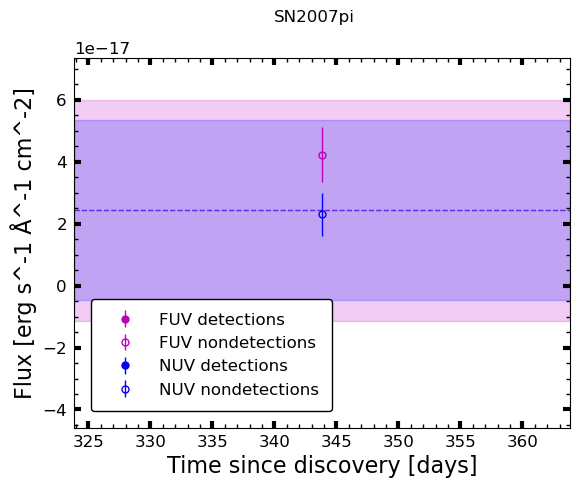 SN2007pi
1e−17
6
4
2
0
−2
−4
Flux [erg s^-1 Å^-1 cm^-2]
FUV detections
FUV nondetections
NUV detections
NUV nondetections
325 330 335 340 345 350 355 360
Time since discovery [days]